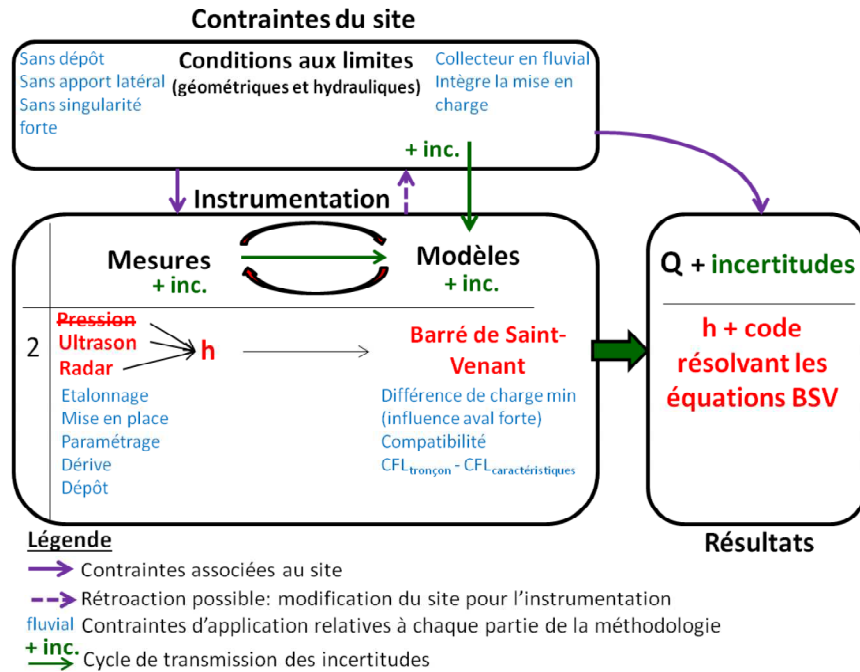 Contraintes du site
Sans dépôt
Sans apport latéral
Sans singularité
forte
Conditions aux limites
(géométriques et hydrauliques)
Collecteur en fluvial
Intègre la mise en
charge
+ inc.
Instrumentation
Mesures
+ inc.
Modèles
+ inc.
2
Pression
Ultrason
Radar
h
Etalonnage
Mise en place
Paramétrage
Dérive
Dépôt
Barré de Saint-
Venant
Différence de charge min
(influence aval forte)
Compatibilité
CFLtronçon - CFLcaractéristiques
Q + incertitudes
h + code
résolvant les
équations BSV
Résultats
Légende
Contraintes associées au site
Rétroaction possible: modification du site pour l'instrumentation
fluvial Contraintes d'application relatives à chaque partie de la méthodologie
+ inc.
Cycle de transmission des incertitudes